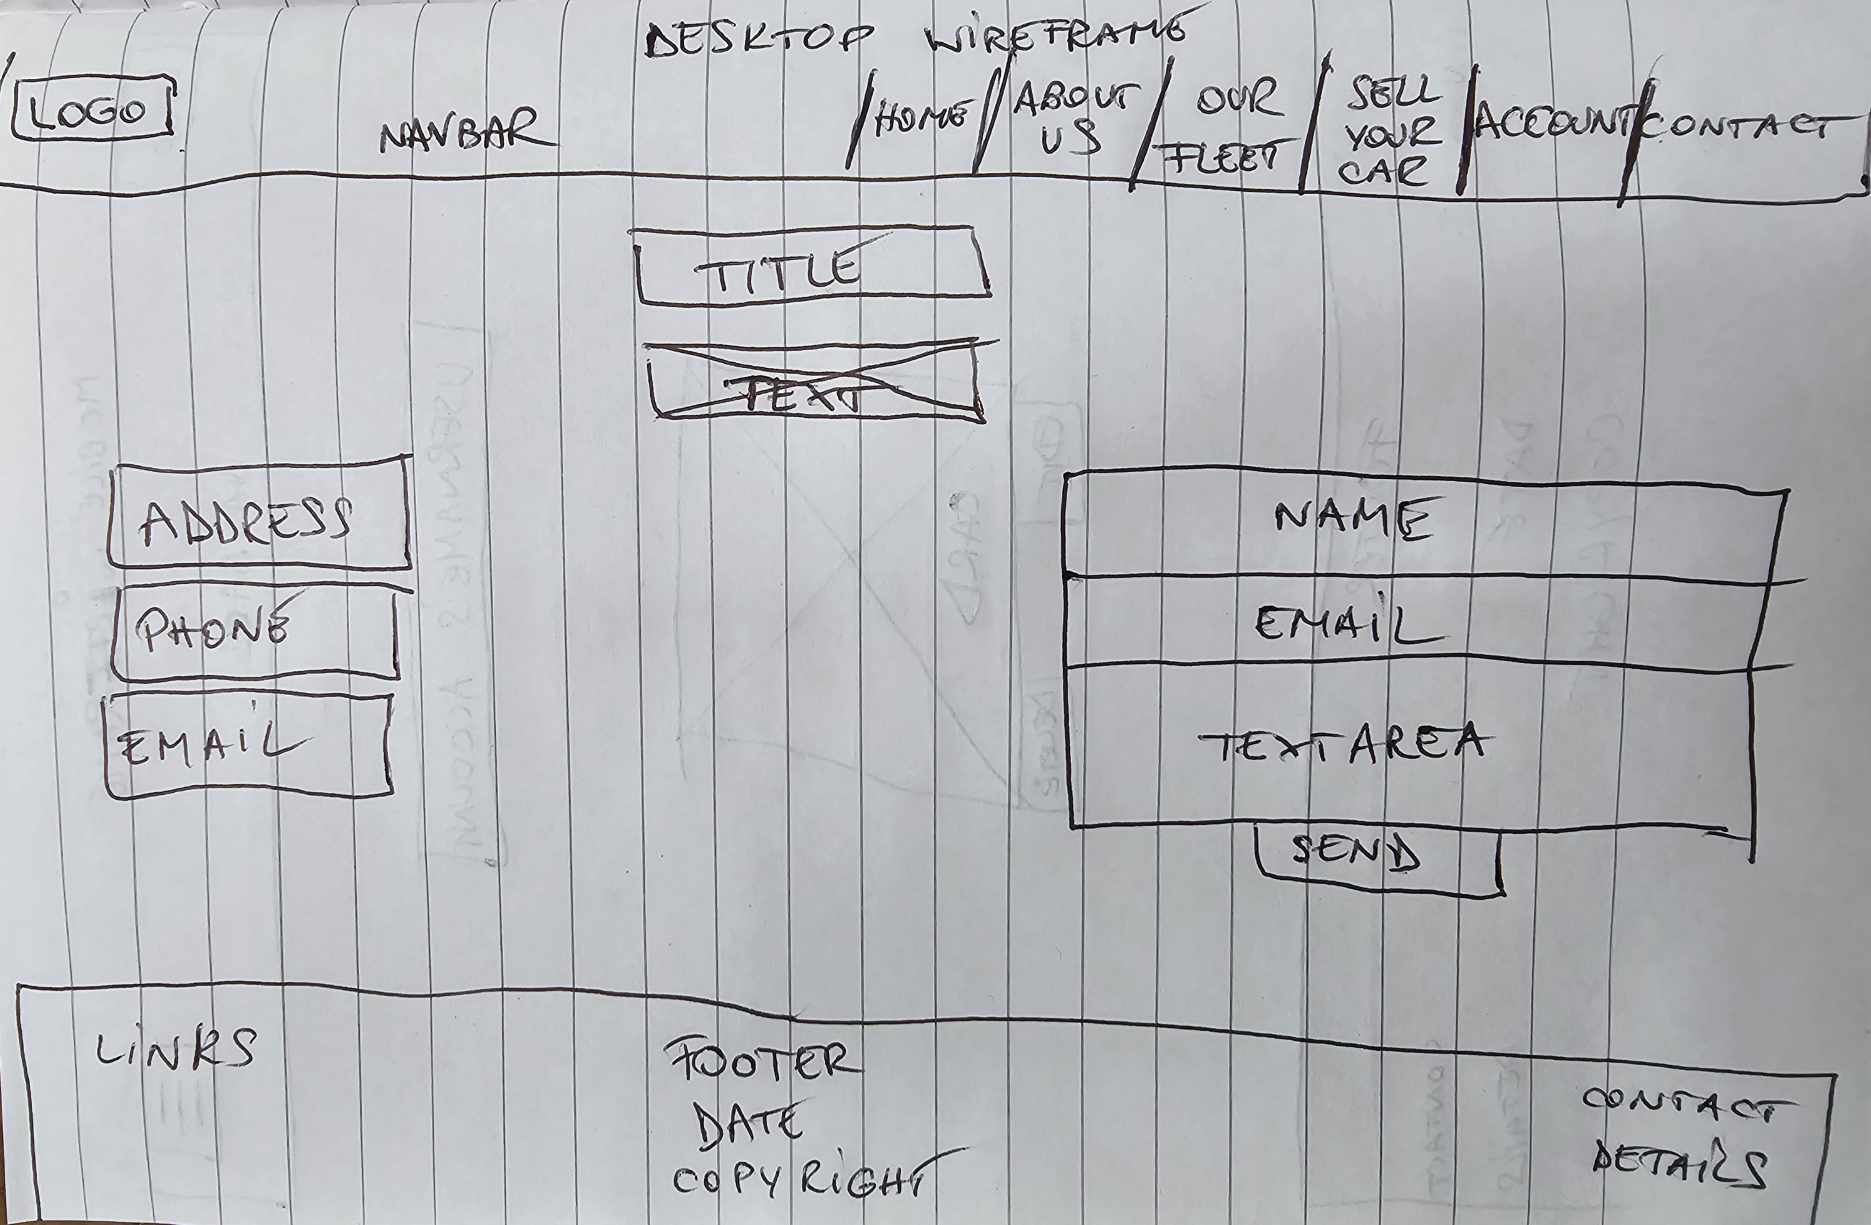 DESKTOP WIREFRAME
LOGO
NAVBAR
HOME
ABOUT
US
OUR
FLEET
SELL
YOUR
CAR
ACCOUNT
CONTACT
TITLE
TEXT
ADDRESS
PHONE
EMAIL
NAME
EMAIL
TEXTAREA
SEND
LINKS
FOOTER
DATE
COPYRIGHT
CONTACT
DETAILS